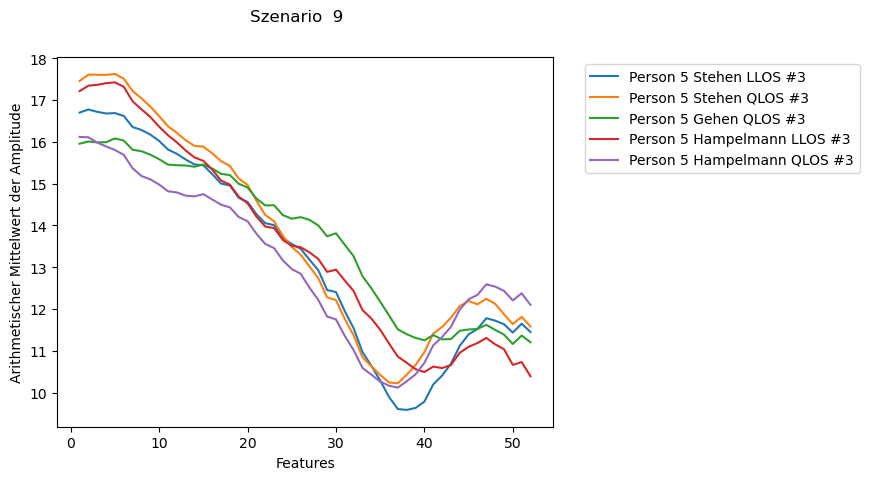 Szenario  9
Arithmetischer Mittelwert der Amplitude
18
17
16
15
14
13
12
11
10
0
10
20
30
40
50
Features
Person 5 Stehen LLOS #3
Person 5 Stehen QLOS #3
Person 5 Gehen QLOS #3
Person 5 Hampelmann LLOS #3
Person 5 Hampelmann QLOS #3